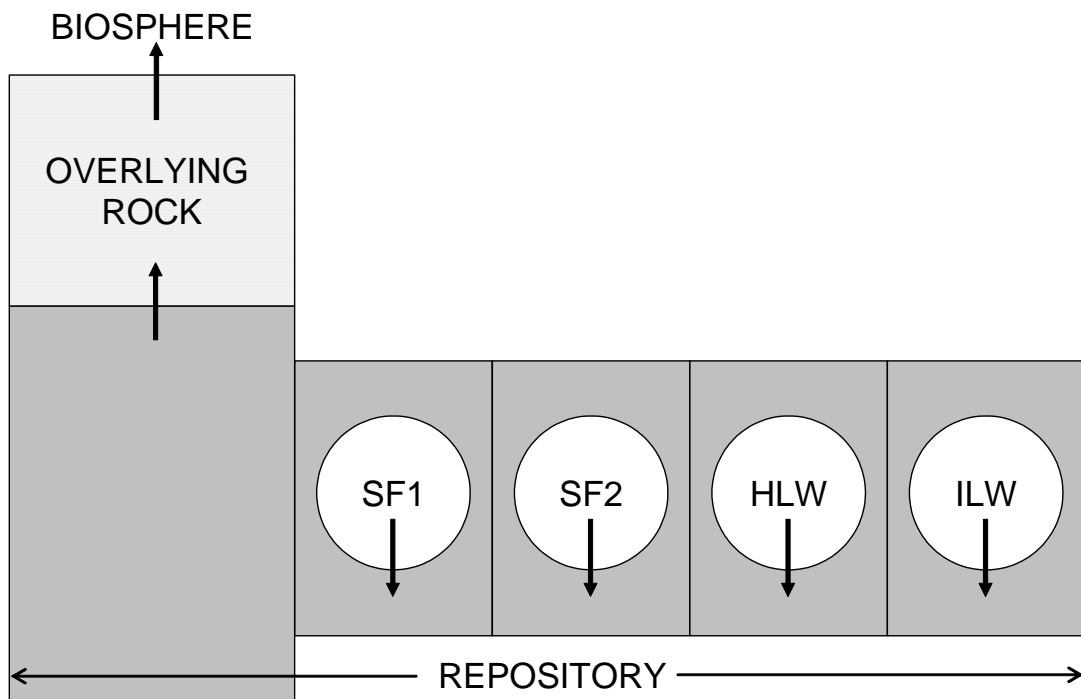 BIOSPHERE
OVERLYING
ROCK
SF1
SF2
HLW
ILW
REPOSITORY